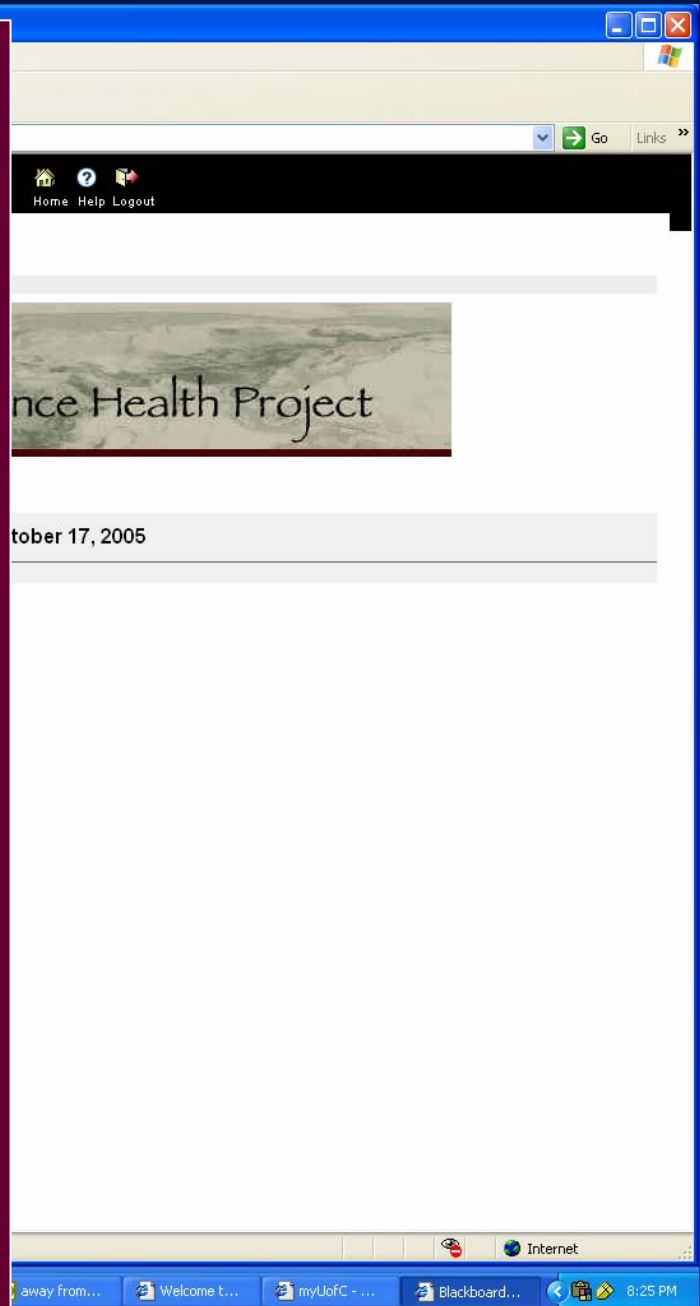 Go Links »
Home Help Logout
nce Health Project
tober 17, 2005
Internet
away from... Welcome t... myUofC - ... Blackboard... 8:25 PM